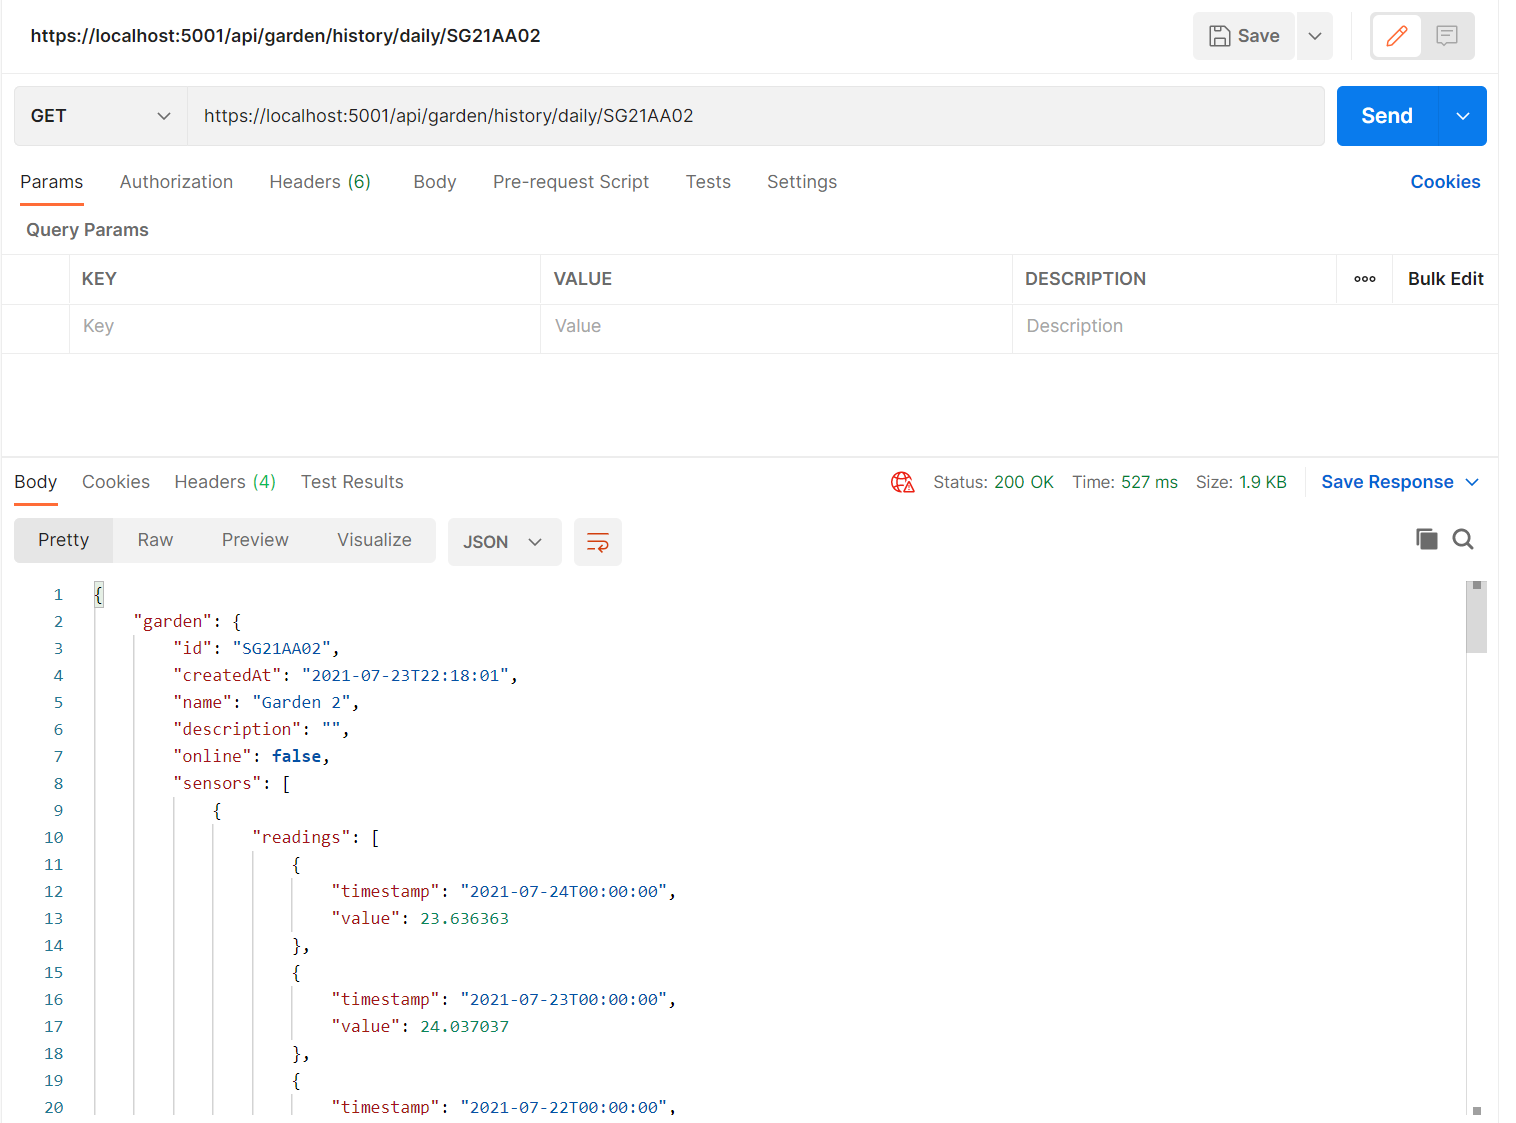 https://localhost:5001/api/garden/history/daily/SG21AA02
Save
GET
https://localhost:5001/api/garden/history/daily/SG21AA02
Send
Params Authorization Headers (6) Body Pre-request Script Tests Settings Cookies
Query Params
KEY VALUE DESCRIPTION ooo Bulk Edit
Key Value Description
Body Cookies Headers (4) Test Results Status: 200 OK Time: 527 ms Size: 1.9 KB Save Response
Pretty Raw Preview Visualize JSON
1 {
2 "garden": {
3 "id": "SG21AA02",
4 "createdAt": "2021-07-23T22:18:01",
5 "name": "Garden 2",
6 "description": "",
7 "online": false,
8 "sensors": [
9 {
10 "readings": [
11 {
12 "timestamp": "2021-07-24T00:00:00",
13 "value": 23.636363
14 },
15 {
16 "timestamp": "2021-07-23T00:00:00",
17 "value": 24.037037
18 },
19 {
20 "timestamp": "2021-07-22T00:00:00",